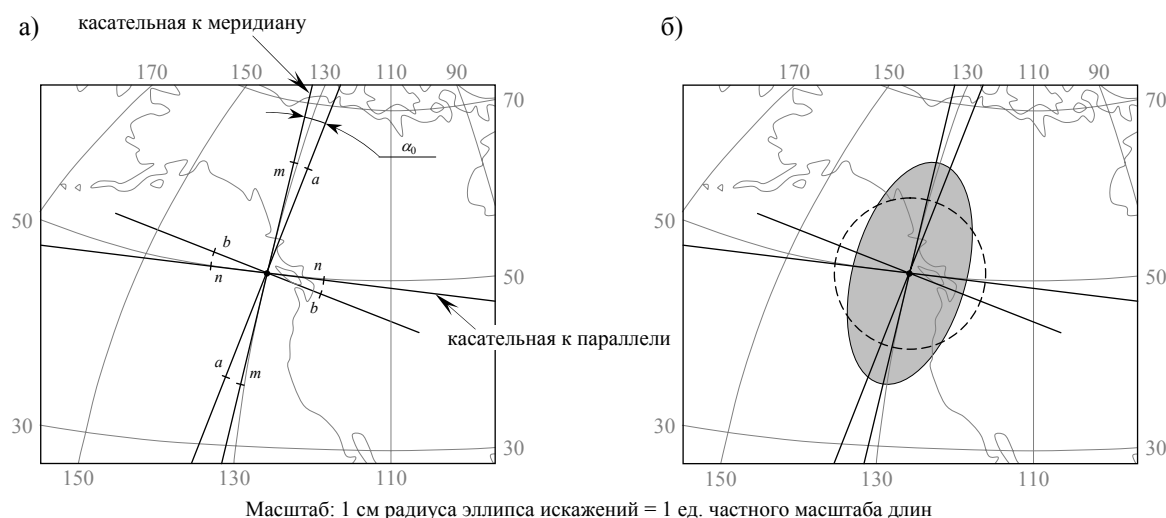 а)
касательная к меридиану
170
150
140
130
110
90
70
α₀
m
a
50
b
n
n
b
50
касательная к параллели
a
m
30
30
150
130
110
б)
170
150
140
130
110
90
70
50
50
30
30
150
130
110
Масштаб: 1 см радиуса эллипса искажений = 1 ед. частного масштаба длин